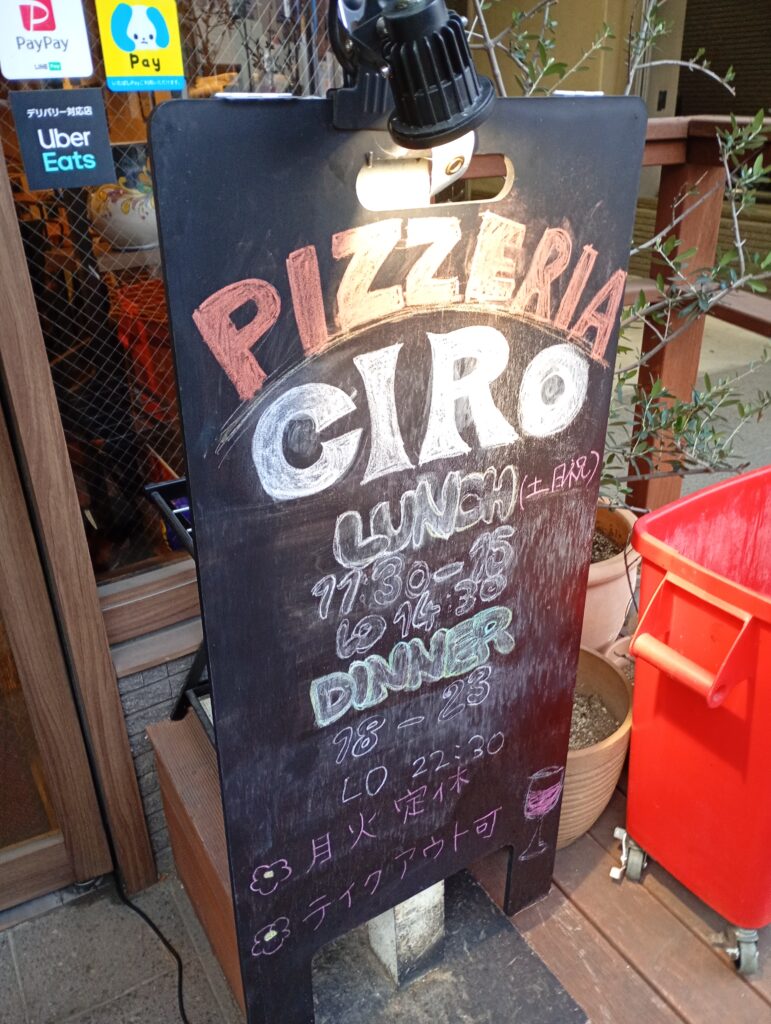 PayPay
LINE Pay
Pay
デリバリー対応店
Uber
Eats
PIZZERIA
CIRO
LUNCH (土日祝)
11:30-15
LO 14:30
DINNER
18-23
LO 22:30
月火 定休
テイクアウト可